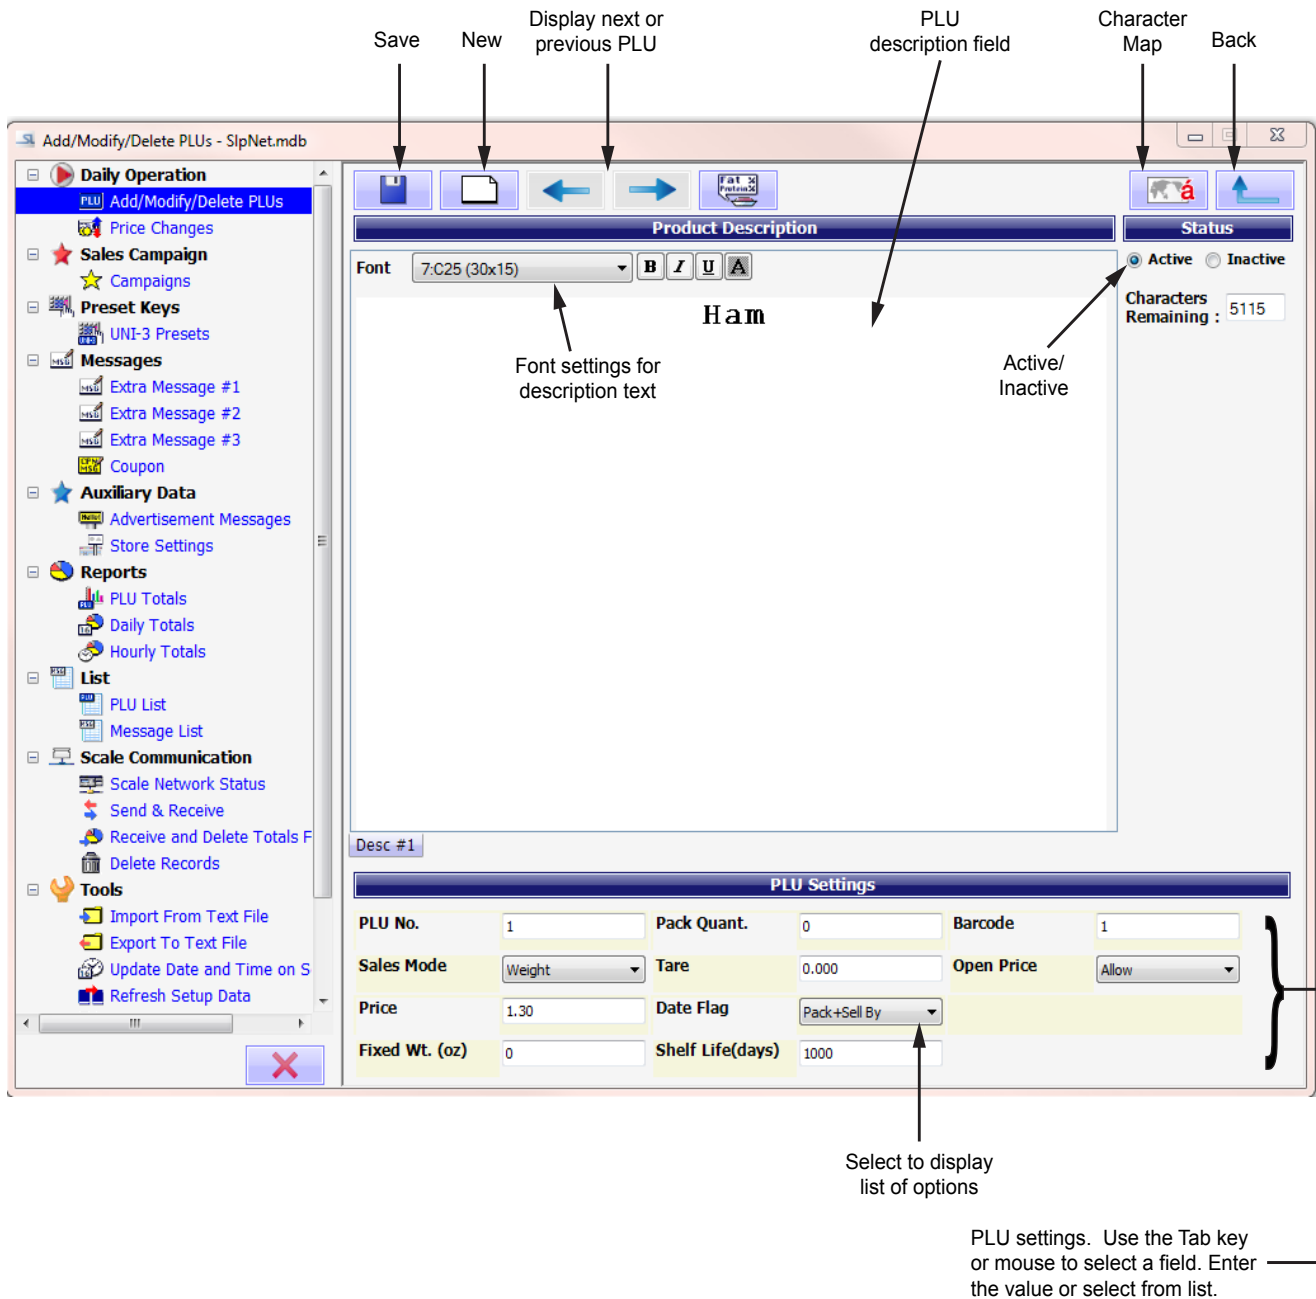 Save
New
Display next or
previous PLU
PLU
description field
Character
Map
Back
SL Add/Modify/Delete PLUs - SlpNet.mdb
Daily Operation
PLU Add/Modify/Delete PLUs
Price Changes
Sales Campaign
Campaigns
Preset Keys
UNI-3 Presets
Messages
Extra Message #1
Extra Message #2
Extra Message #3
Coupon
Auxiliary Data
Advertisement Messages
Store Settings
Reports
PLU Totals
Daily Totals
Hourly Totals
List
PLU List
Message List
Scale Communication
Scale Network Status
Send & Receive
Receive and Delete Totals F
Delete Records
Tools
Import From Text File
Export To Text File
Update Date and Time on S
Refresh Setup Data
Fat %
Protein%
á
Product Description
Status
Font 7:C25 (30x15) B I U A
Active Inactive
Characters
Remaining : 5115
Ham
Font settings for
description text
Active/
Inactive
Desc #1
PLU Settings
PLU No. 1 Pack Quant. 0 Barcode 1
Sales Mode Weight Tare 0.000 Open Price Allow
Price 1.30 Date Flag Pack+Sell By
Fixed Wt. (oz) 0 Shelf Life(days) 1000
Select to display
list of options
PLU settings. Use the Tab key
or mouse to select a field. Enter
the value or select from list.